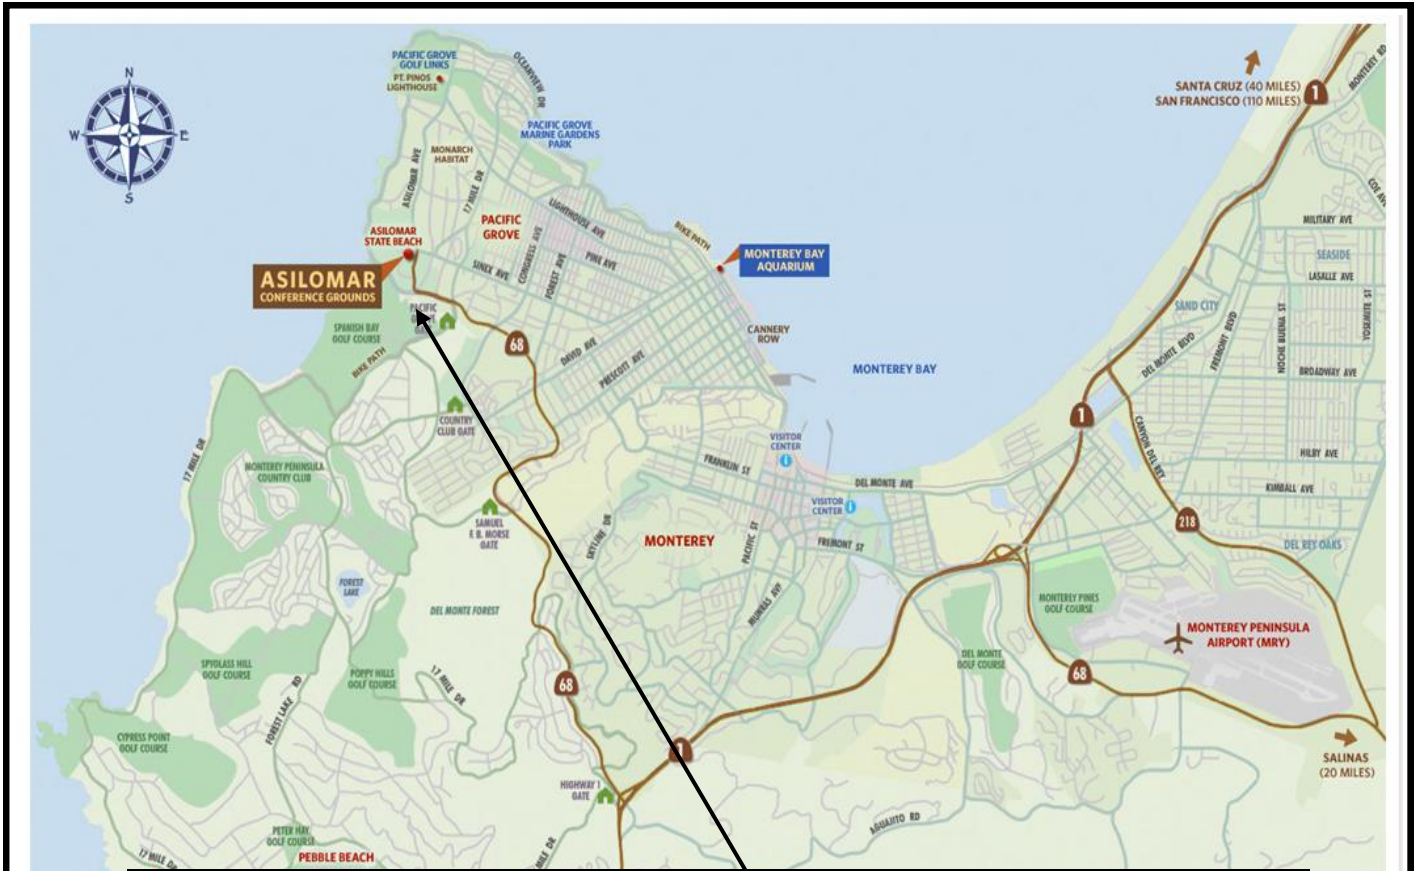 PACIFIC GROVE
GOLF LINKS
PT. PINOS
LIGHTHOUSE
OCEANVIEW DR
PACIFIC GROVE
MARINE GARDENS
PARK
SANTA CRUZ (40 MILES)
SAN FRANCISCO (110 MILES)
1
MONTEREY RD
N
W E
S
MONARCH
HABITAT
ASILOMAR AVE
17 MILE DR
PACIFIC
GROVE
LIGHTHOUSE AVE
CONGRESS AVE
FOREST AVE
PINE AVE
SINEX AVE
BIKE PATH
MONTEREY BAY
AQUARIUM
ASILOMAR
STATE BEACH
ASILOMAR
CONFERENCE GROUNDS
COE AVE
MILITARY AVE
SEASIDE
LASALLE AVE
SAND CITY
YOSEMITE ST
NOCHE BUENA ST
FREMONT BLVD
DEL MONTE BLVD
BROADWAY AVE
PACIFIC
SPANISH BAY
GOLF COURSE
BIKE PATH
68
DAVID AVE
PRESCOTT AVE
CANNERY
ROW
MONTEREY BAY
1
COUNTRY
CLUB GATE
17 MILE DR
MONTEREY PENINSULA
COUNTRY CLUB
VISITOR
CENTER
i
FRANKLIN ST
DEL MONTE AVE
VISITOR
CENTER
i
CANYON DEL REY
HILBY AVE
KIMBALL AVE
218
DEL REY OAKS
SAMUEL
F. B. MORSE
GATE
SKYLINE DR
MONTEREY
PACIFIC ST
FREMONT ST
MUNRAS AVE
FOREST
LAKE
DEL MONTE FOREST
MONTEREY PINES
GOLF COURSE
MONTEREY PENINSULA
AIRPORT (MRY)
DEL MONTE
GOLF COURSE
68
SPYGLASS HILL
GOLF COURSE
POPPY HILLS
GOLF COURSE
17 MILE DR
68
FOREST LAKE RD
CYPRESS POINT
GOLF COURSE
1
SALINAS
(20 MILES)
HIGHWAY 1
GATE
AGUAJITO RD
PETER HAY
GOLF COURSE
PEBBLE BEACH
17 MILE DR
MILE DR